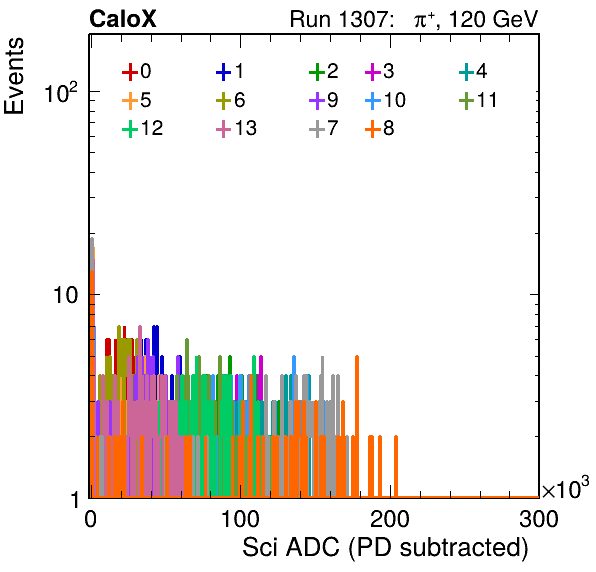 CaloX Run 1307: π⁺, 120 GeV
Events
0 1 2 3 4
5 6 9 10 11
12 13 7 8
10²
10
1
0 100 200 300
×10³
Sci ADC (PD subtracted)